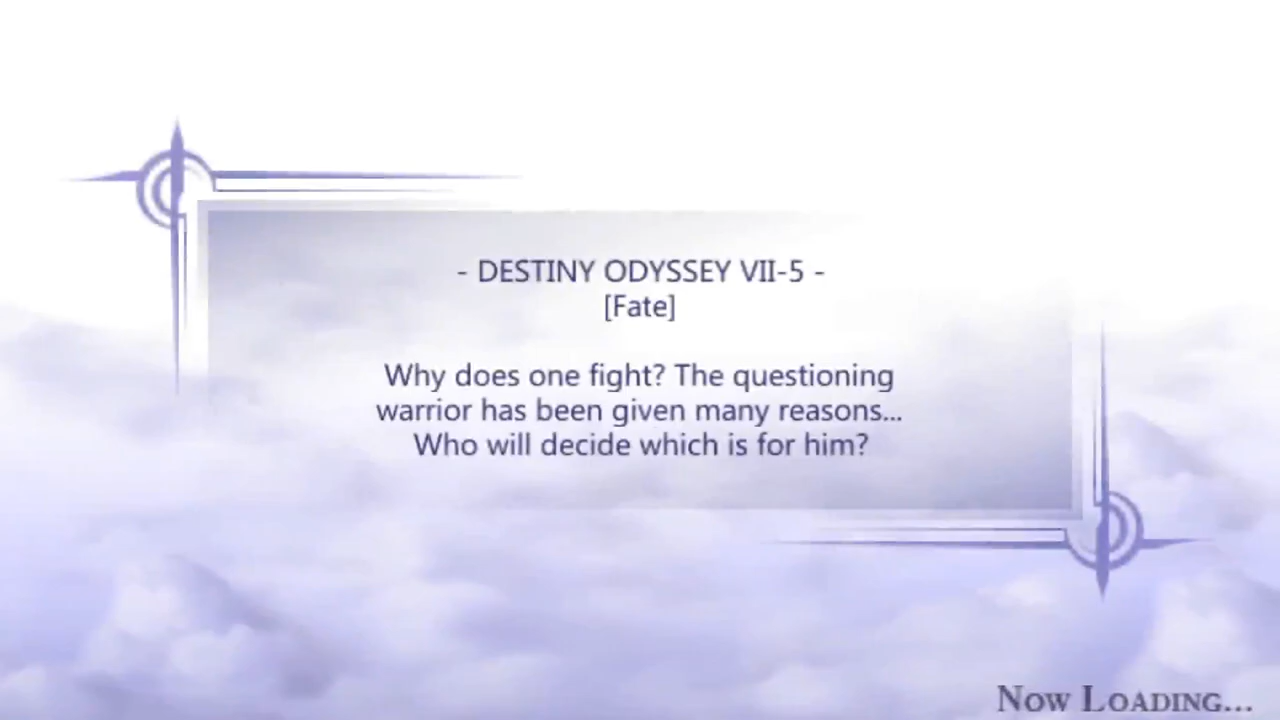 - DESTINY ODYSSEY VII-5 -
[Fate]
Why does one fight? The questioning
warrior has been given many reasons...
Who will decide which is for him?
Now Loading...